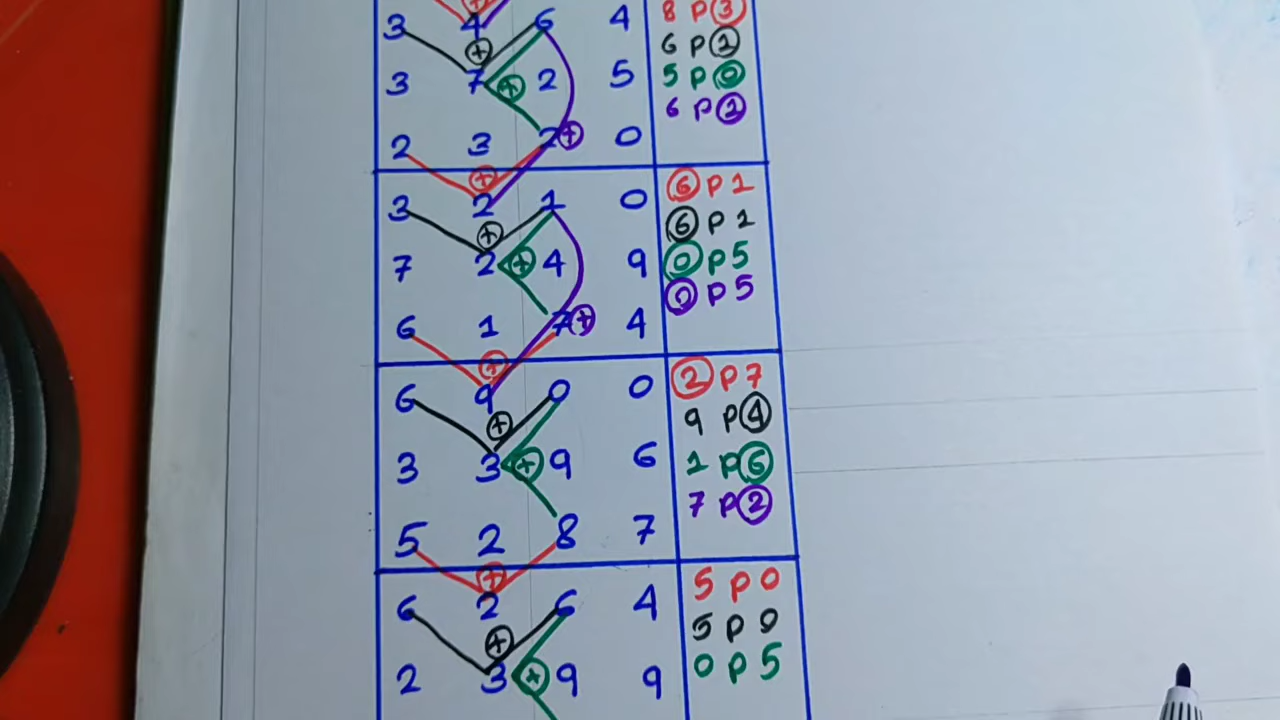 3 4 6 4 8 P 3
6 P 1
3 7 2 5 5 P 0
6 P 2
2 3 2 0
3 2 1 0 6 P 1
6 P 1
7 2 4 9 0 P 5
0 P 5
6 1 7 4
6 9 0 0 2 P 7
9 P 4
3 3 9 6 1 P 6
7 P 2
5 2 8 7
6 2 6 4 5 P 0
5 P 0
2 3 9 9 0 P 5